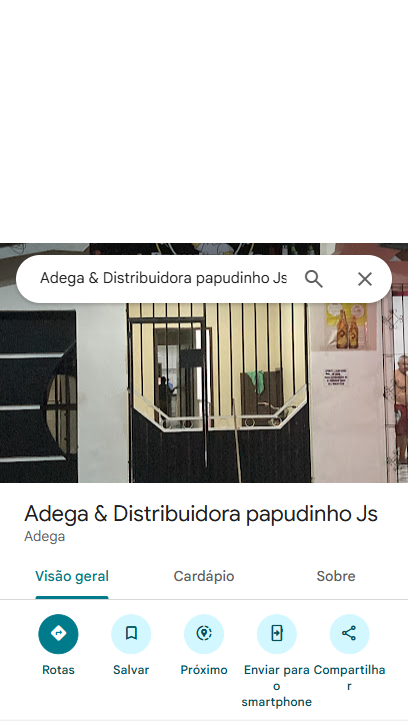 Adega & Distribuidora papudinho Js
Adega & Distribuidora papudinho Js
Adega
Visão geral
Cardápio
Sobre
Rotas
Salvar
Próximo
Enviar para
o
smartphone
Compartilha
r